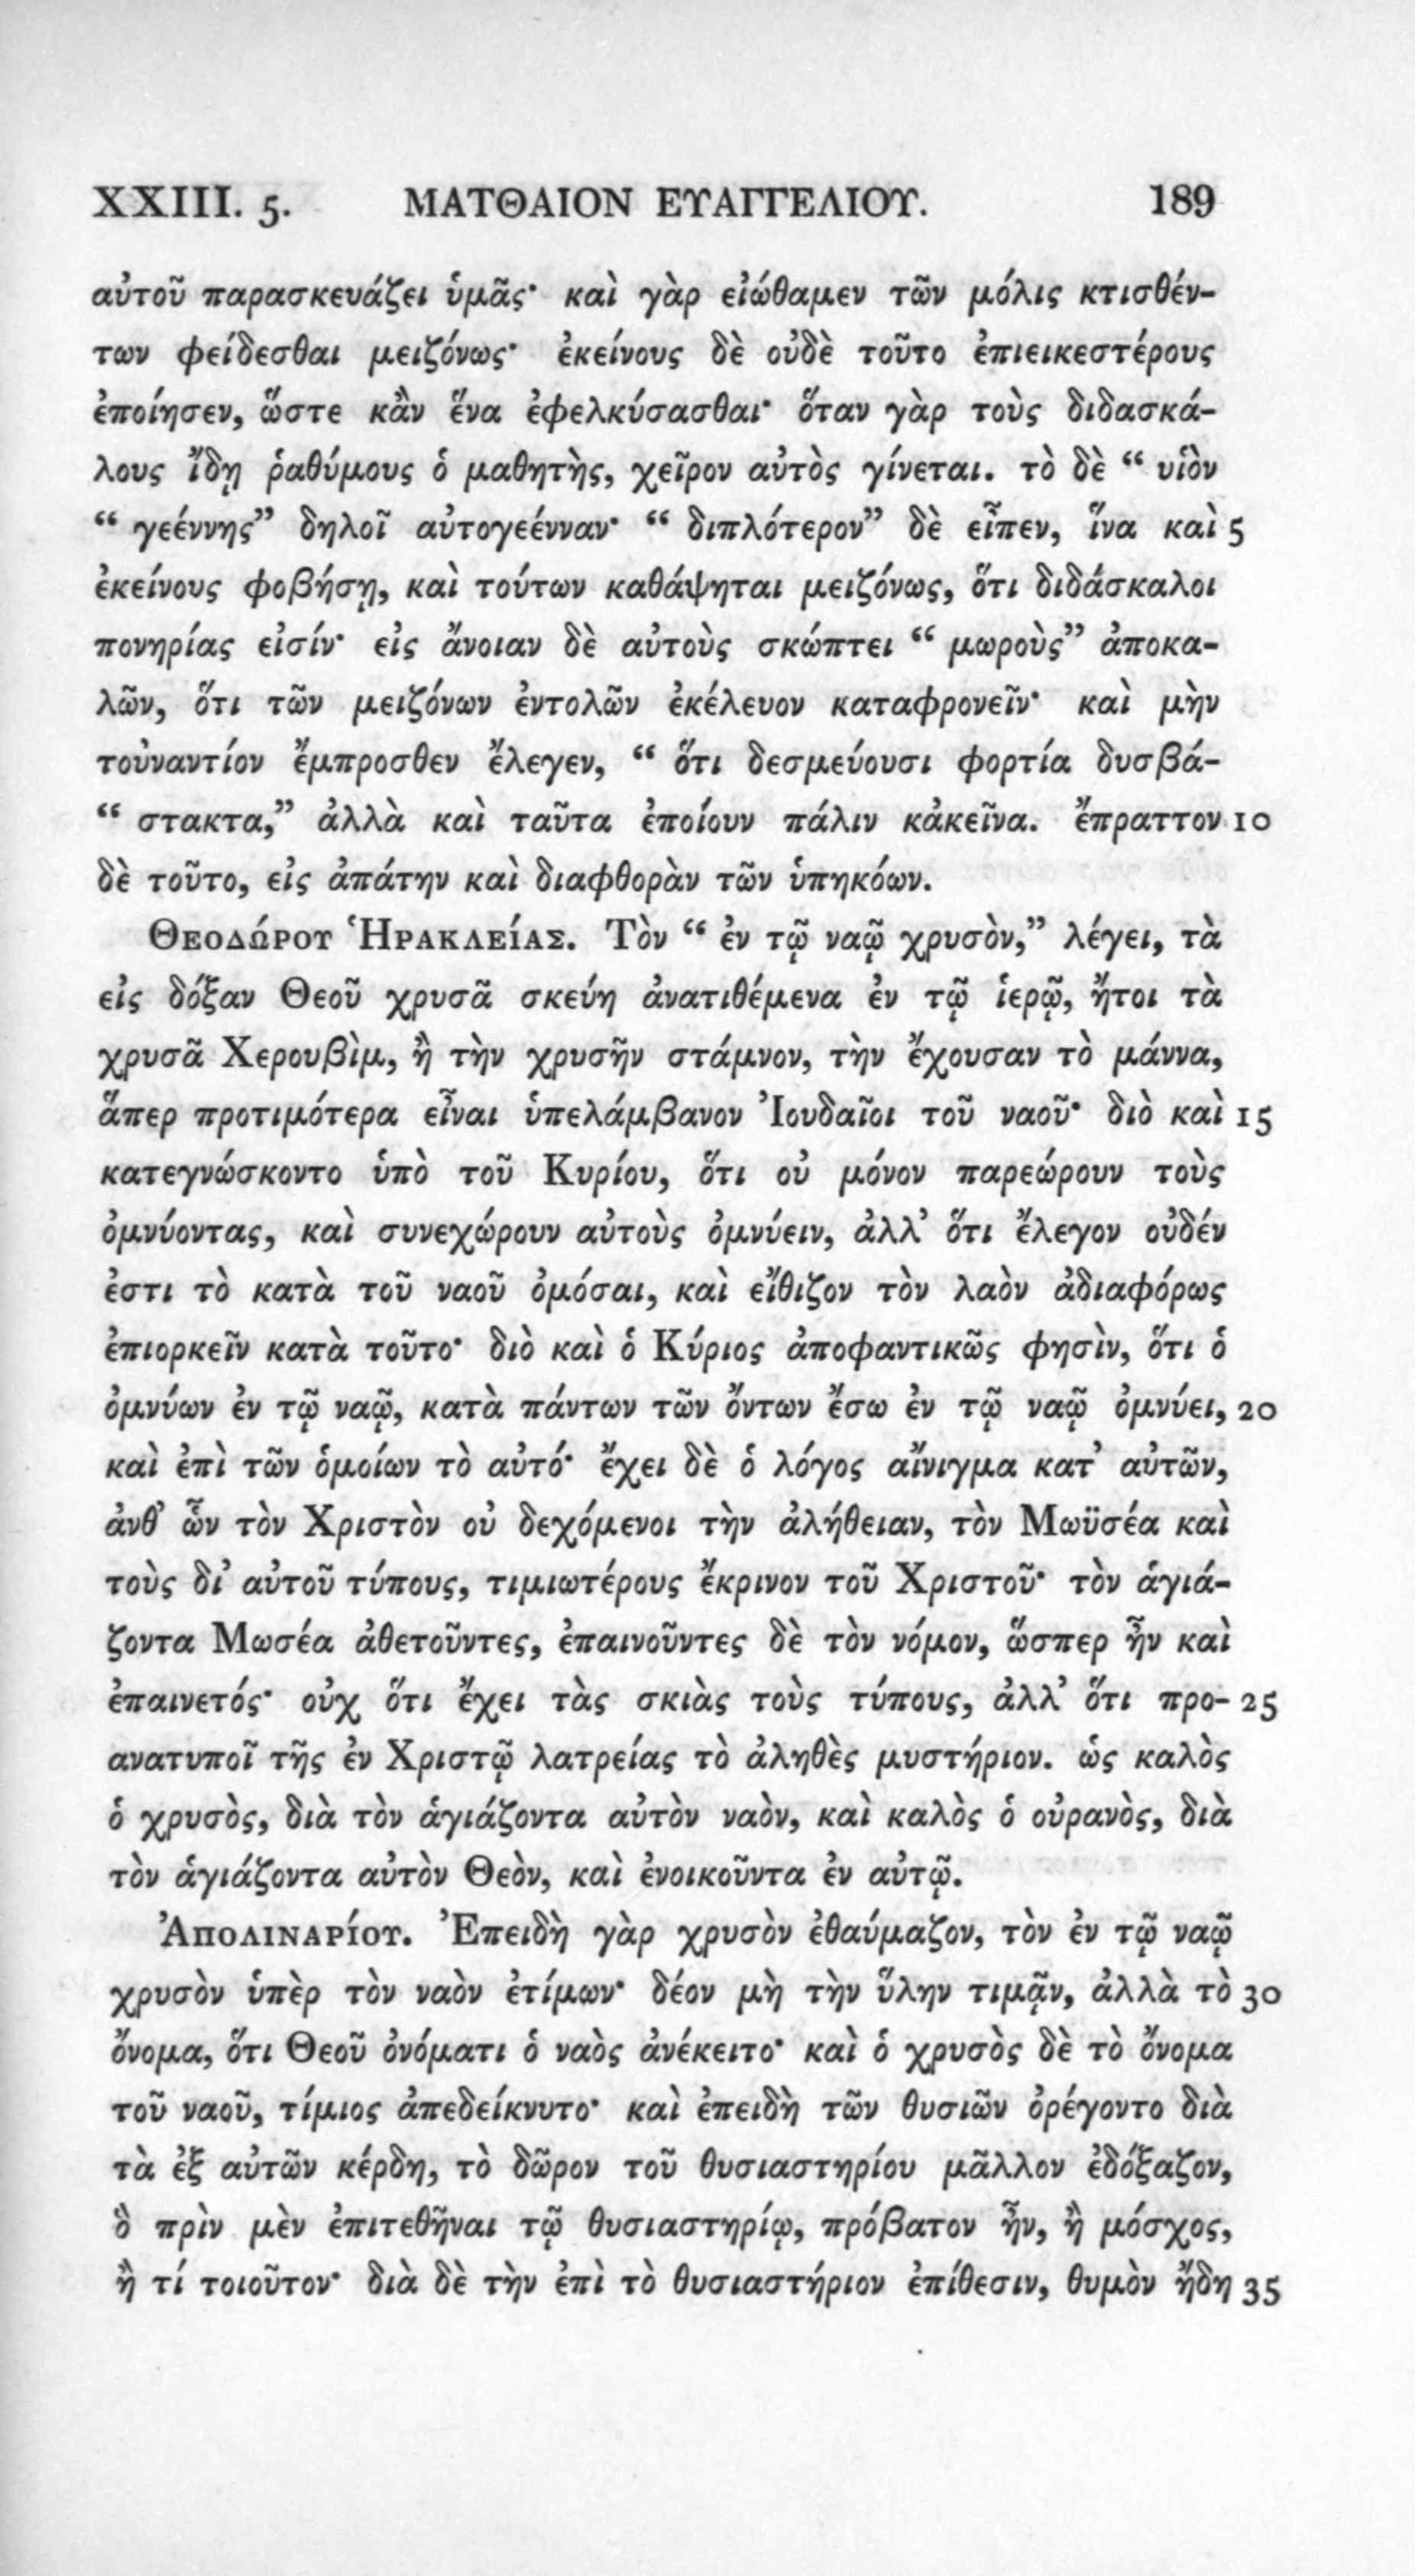 XXIII. 5. ΜΑΤΘΑΙΟΝ ΕΥΑΓΓΕΛΙΟΥ. 189
αὐτοῦ παρασκευάζει ὑμᾶς· καὶ γὰρ εἰώθαμεν τῶν μόλις κτισθέν-
των φείδεσθαι μειζόνως· ἐκείνους δὲ οὐδὲ τοῦτο ἐπιεικεστέρους
ἐποίησεν, ὥστε κἂν ἕνα ἐφελκύσασθαι· ὅταν γὰρ τοὺς διδασκά-
λους ἴδῃ ῥαθύμους ὁ μαθητὴς, χεῖρον αὐτὸς γίνεται. τὸ δὲ “ υἱὸν
“ γεέννης” δηλοῖ αὐτογεένναν· “ διπλότερον” δὲ εἶπεν, ἵνα καὶ 5
ἐκείνους φοβήσῃ, καὶ τούτων καθάψηται μειζόνως, ὅτι διδάσκαλοι
πονηρίας εἰσίν· εἰς ἄνοιαν δὲ αὐτοὺς σκώπτει “ μωροὺς” ἀποκα-
λῶν, ὅτι τῶν μειζόνων ἐντολῶν ἐκέλευον καταφρονεῖν· καὶ μὴν
τοὐναντίον ἔμπροσθεν ἔλεγεν, “ ὅτι δεσμεύουσι φορτία δυσβά-
“ στακτα,” ἀλλὰ καὶ ταῦτα ἐποίουν πάλιν κἀκεῖνα. ἔπραττον 10
δὲ τοῦτο, εἰς ἀπάτην καὶ διαφθορὰν τῶν ὑπηκόων.
ΘΕΟΔΏΡΟΥ ἩΡΑΚΛΕΊΑΣ. Τὸν “ ἐν τῷ ναῷ χρυσὸν,” λέγει, τὰ
εἰς δόξαν Θεοῦ χρυσᾶ σκεύη ἀνατιθέμενα ἐν τῷ ἱερῷ, ἤτοι τὰ
χρυσᾶ Χερουβὶμ, ἢ τὴν χρυσῆν στάμνον, τὴν ἔχουσαν τὸ μάννα,
ἅπερ προτιμότερα εἶναι ὑπελάμβανον Ἰουδαῖοι τοῦ ναοῦ· διὸ καὶ 15
κατεγνώσκοντο ὑπὸ τοῦ Κυρίου, ὅτι οὐ μόνον παρεώρουν τοὺς
ὀμνύοντας, καὶ συνεχώρουν αὐτοὺς ὀμνύειν, ἀλλ’ ὅτι ἔλεγον οὐδέν
ἐστι τὸ κατὰ τοῦ ναοῦ ὀμόσαι, καὶ εἴθιζον τὸν λαὸν ἀδιαφόρως
ἐπιορκεῖν κατὰ τοῦτο· διὸ καὶ ὁ Κύριος ἀποφαντικῶς φησὶν, ὅτι ὁ
ὀμνύων ἐν τῷ ναῷ, κατὰ πάντων τῶν ὄντων ἔσω ἐν τῷ ναῷ ὀμνύει, 20
καὶ ἐπὶ τῶν ὁμοίων τὸ αὐτό· ἔχει δὲ ὁ λόγος αἴνιγμα κατ’ αὐτῶν,
ἀνθ’ ὧν τὸν Χριστὸν οὐ δεχόμενοι τὴν ἀλήθειαν, τὸν Μωϋσέα καὶ
τοὺς δι’ αὐτοῦ τύπους, τιμιωτέρους ἔκρινον τοῦ Χριστοῦ· τὸν ἁγιά-
ζοντα Μωσέα ἀθετοῦντες, ἐπαινοῦντες δὲ τὸν νόμον, ὥσπερ ἦν καὶ
ἐπαινετός· οὐχ ὅτι ἔχει τὰς σκιὰς τοὺς τύπους, ἀλλ’ ὅτι προ- 25
ανατυποῖ τῆς ἐν Χριστῷ λατρείας τὸ ἀληθὲς μυστήριον. ὡς καλὸς
ὁ χρυσὸς, διὰ τὸν ἁγιάζοντα αὐτὸν ναὸν, καὶ καλὸς ὁ οὐρανὸς, διὰ
τὸν ἁγιάζοντα αὐτὸν Θεὸν, καὶ ἐνοικοῦντα ἐν αὐτῷ.
ἈΠΟΛΙΝΑΡΊΟΥ. Ἐπειδὴ γὰρ χρυσὸν ἐθαύμαζον, τὸν ἐν τῷ ναῷ
χρυσὸν ὑπὲρ τὸν ναὸν ἐτίμων· δέον μὴ τὴν ὕλην τιμᾷν, ἀλλὰ τὸ 30
ὄνομα, ὅτι Θεοῦ ὀνόματι ὁ ναὸς ἀνέκειτο· καὶ ὁ χρυσὸς δὲ τὸ ὄνομα
τοῦ ναοῦ, τίμιος ἀπεδείκνυτο· καὶ ἐπειδὴ τῶν θυσιῶν ὀρέγοντο διὰ
τὰ ἐξ αὐτῶν κέρδη, τὸ δῶρον τοῦ θυσιαστηρίου μᾶλλον ἐδόξαζον,
ὃ πρὶν μὲν ἐπιτεθῆναι τῷ θυσιαστηρίῳ, πρόβατον ἦν, ἢ μόσχος,
ἢ τί τοιοῦτον· διὰ δὲ τὴν ἐπὶ τὸ θυσιαστήριον ἐπίθεσιν, θυμὸν ἤδη 35